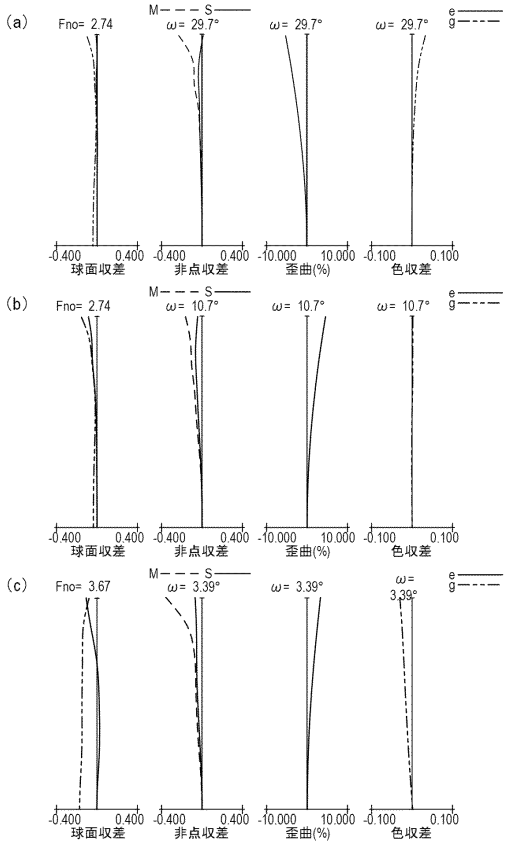 (a)
Fno= 2.74
M S
ω= 29.7°
ω= 29.7°
ω= 29.7°
e
g
-0.400 0.400
球面収差
-0.400 0.400
非点収差
-10.000 10.000
歪曲(%)
-0.100 0.100
色収差
(b)
Fno= 2.74
M S
ω= 10.7°
ω= 10.7°
ω= 10.7°
e
g
-0.400 0.400
球面収差
-0.400 0.400
非点収差
-10.000 10.000
歪曲(%)
-0.100 0.100
色収差
(c)
Fno= 3.67
M S
ω= 3.39°
ω= 3.39°
ω=
3.39°
e
g
-0.400 0.400
球面収差
-0.400 0.400
非点収差
-10.000 10.000
歪曲(%)
-0.100 0.100
色収差